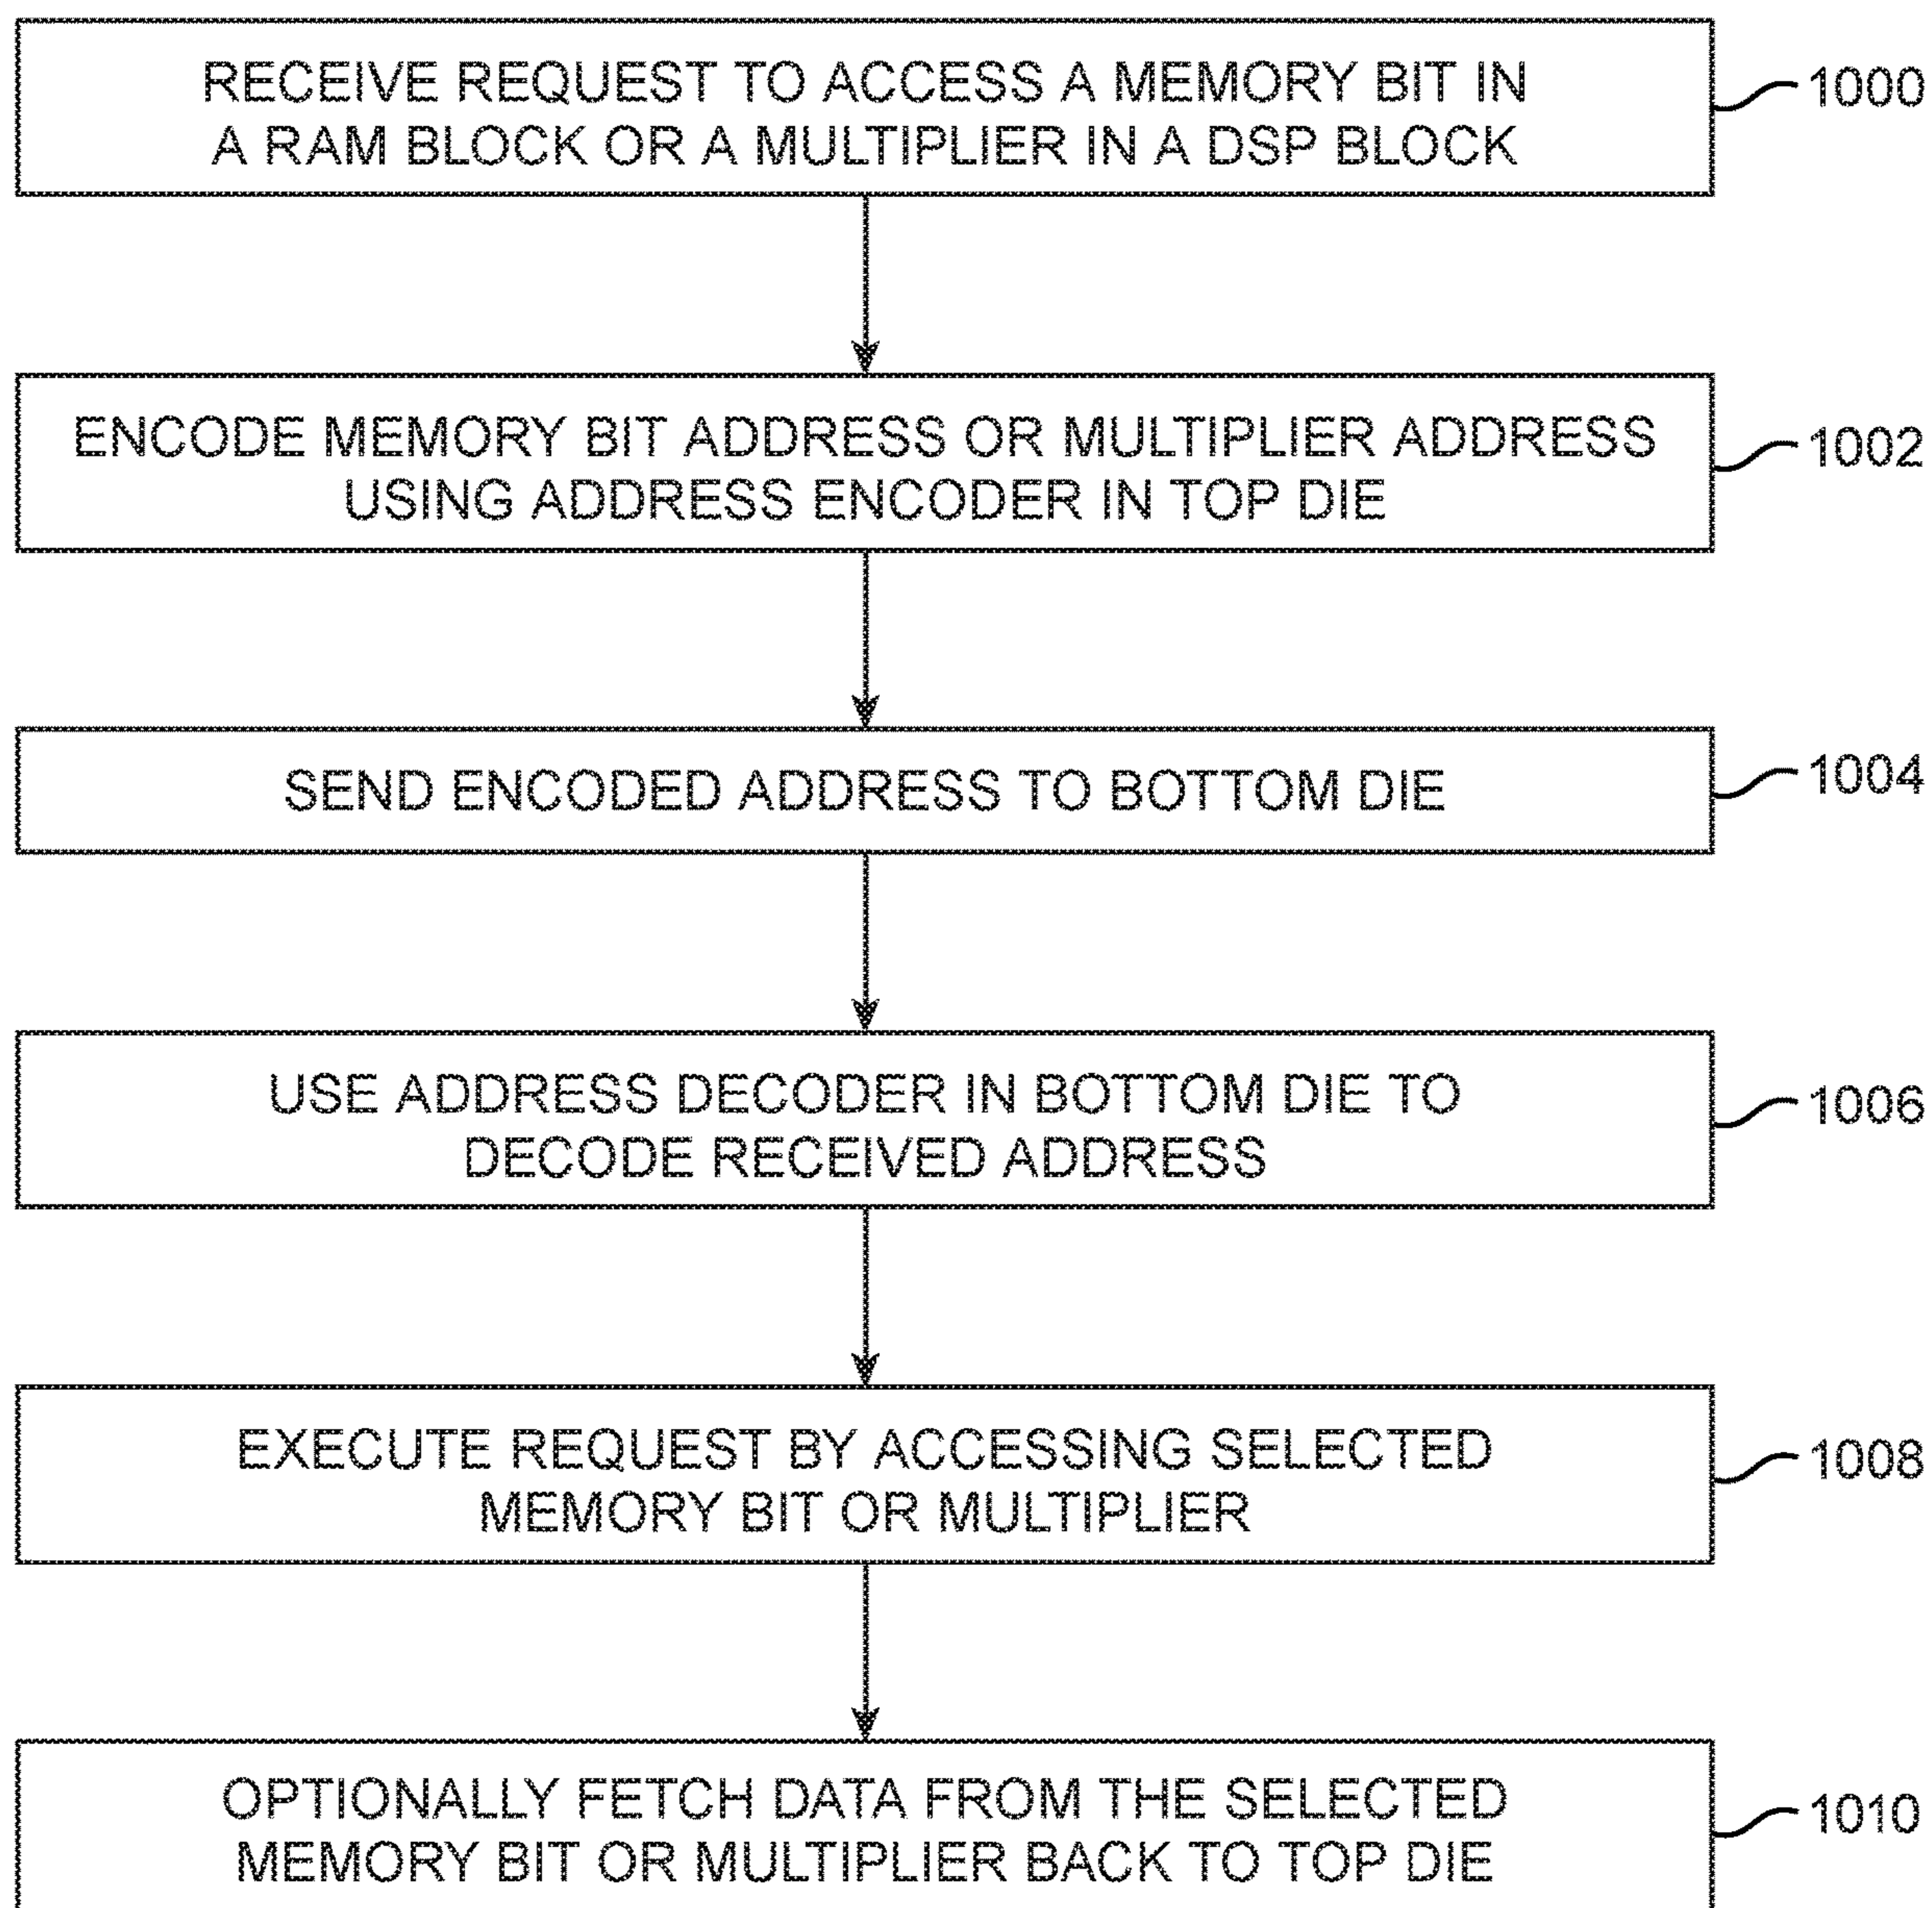 RECEIVE REQUEST TO ACCESS A MEMORY BIT IN
A RAM BLOCK OR A MULTIPLIER IN A DSP BLOCK
1000
ENCODE MEMORY BIT ADDRESS OR MULTIPLIER ADDRESS
USING ADDRESS ENCODER IN TOP DIE
1002
SEND ENCODED ADDRESS TO BOTTOM DIE
1004
USE ADDRESS DECODER IN BOTTOM DIE TO
DECODE RECEIVED ADDRESS
1006
EXECUTE REQUEST BY ACCESSING SELECTED
MEMORY BIT OR MULTIPLIER
1008
OPTIONALLY FETCH DATA FROM THE SELECTED
MEMORY BIT OR MULTIPLIER BACK TO TOP DIE
1010